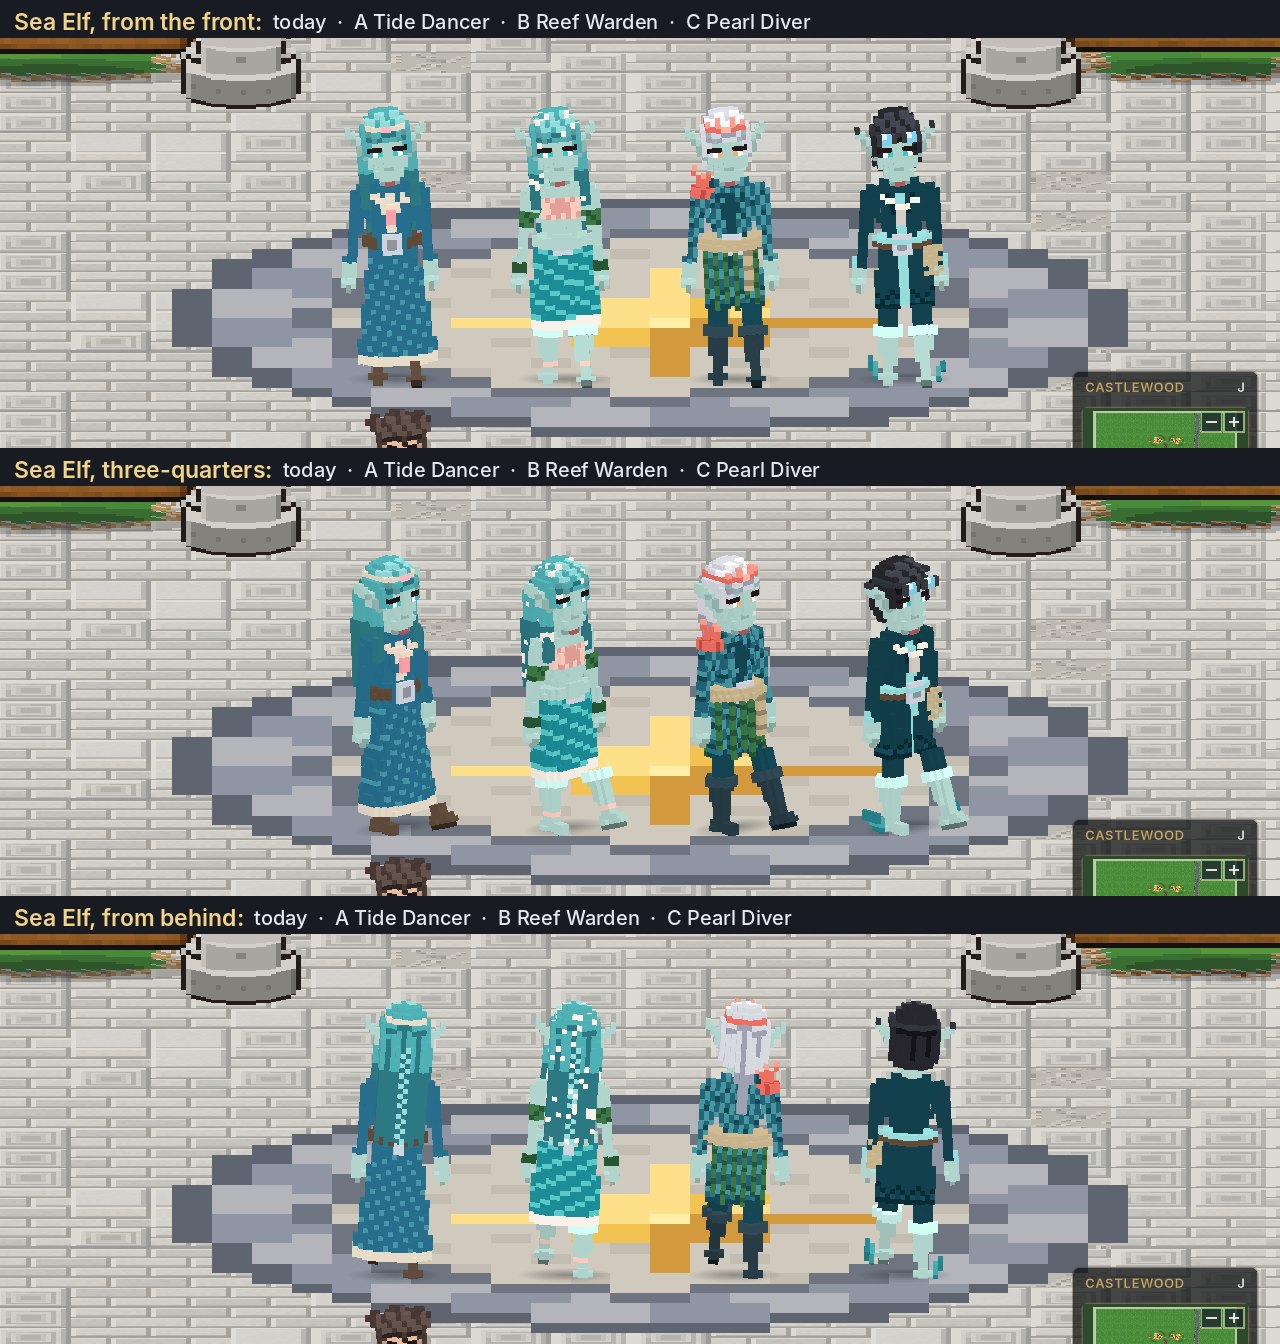 Sea Elf, from the front: today · A Tide Dancer · B Reef Warden · C Pearl Diver
CASTLEWOOD J
Sea Elf, three-quarters: today · A Tide Dancer · B Reef Warden · C Pearl Diver
CASTLEWOOD J
Sea Elf, from behind: today · A Tide Dancer · B Reef Warden · C Pearl Diver
CASTLEWOOD J